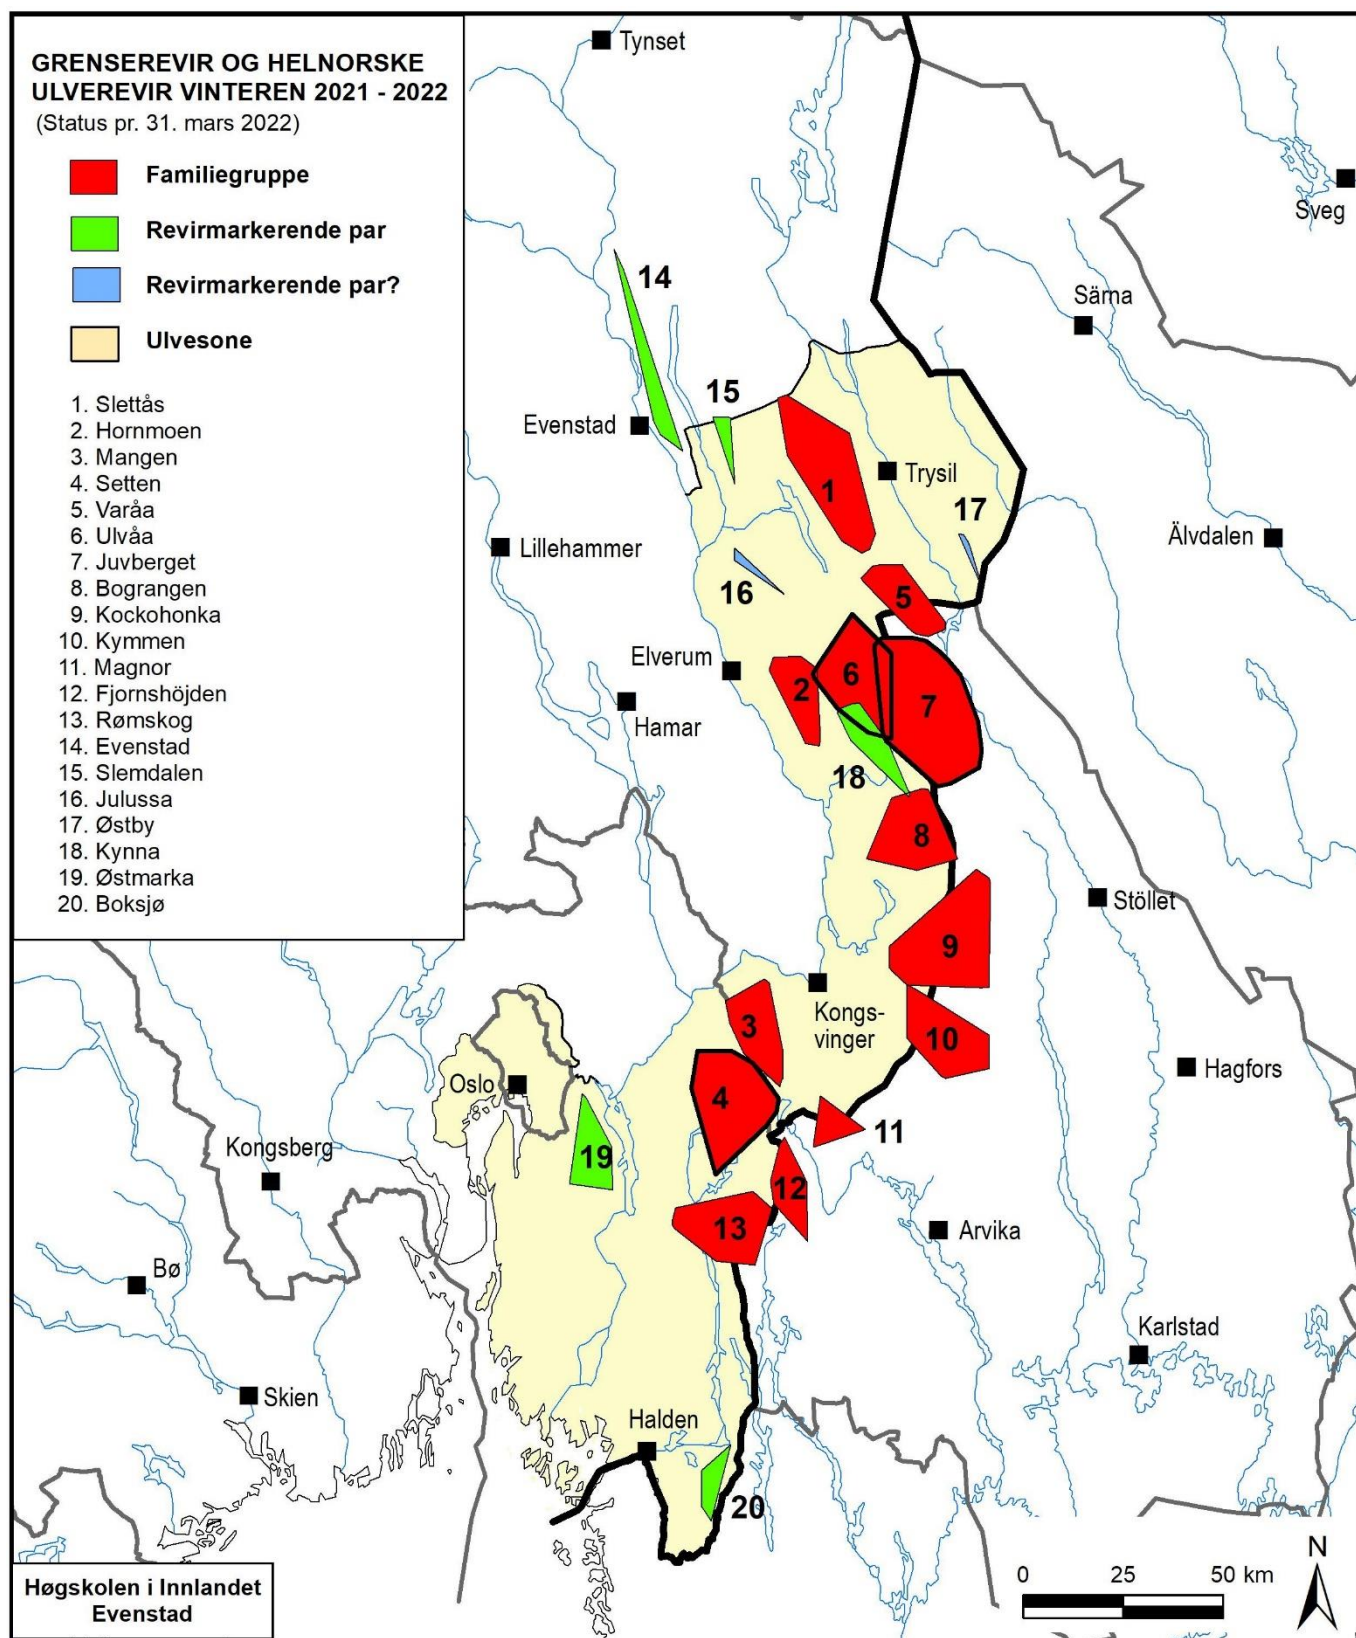 GRENSEREVIR OG HELNORSKE
ULVEREVIR VINTEREN 2021 - 2022
(Status pr. 31. mars 2022)
Familiegruppe
Revirmarkerende par
Revirmarkerende par?
Ulvesone
1. Slettås
2. Hornmoen
3. Mangen
4. Setten
5. Varåa
6. Ulvåa
7. Juvberget
8. Bograngen
9. Kockohonka
10. Kymmen
11. Magnor
12. Fjornshöjden
13. Rømskog
14. Evenstad
15. Slemdalen
16. Julussa
17. Østby
18. Kynna
19. Østmarka
20. Boksjø
Tynset
Sveg
14
Särna
15
Evenstad
Trysil
1
17
Älvdalen
Lillehammer
16
5
Elverum
6
2
7
Hamar
18
8
Stöllet
9
Kongs-
vinger
3
10
Hagfors
Oslo
4
11
Kongsberg
19
12
13
Arvika
Bø
Karlstad
Skien
Halden
20
N
0 25 50 km
Høgskolen i Innlandet
Evenstad